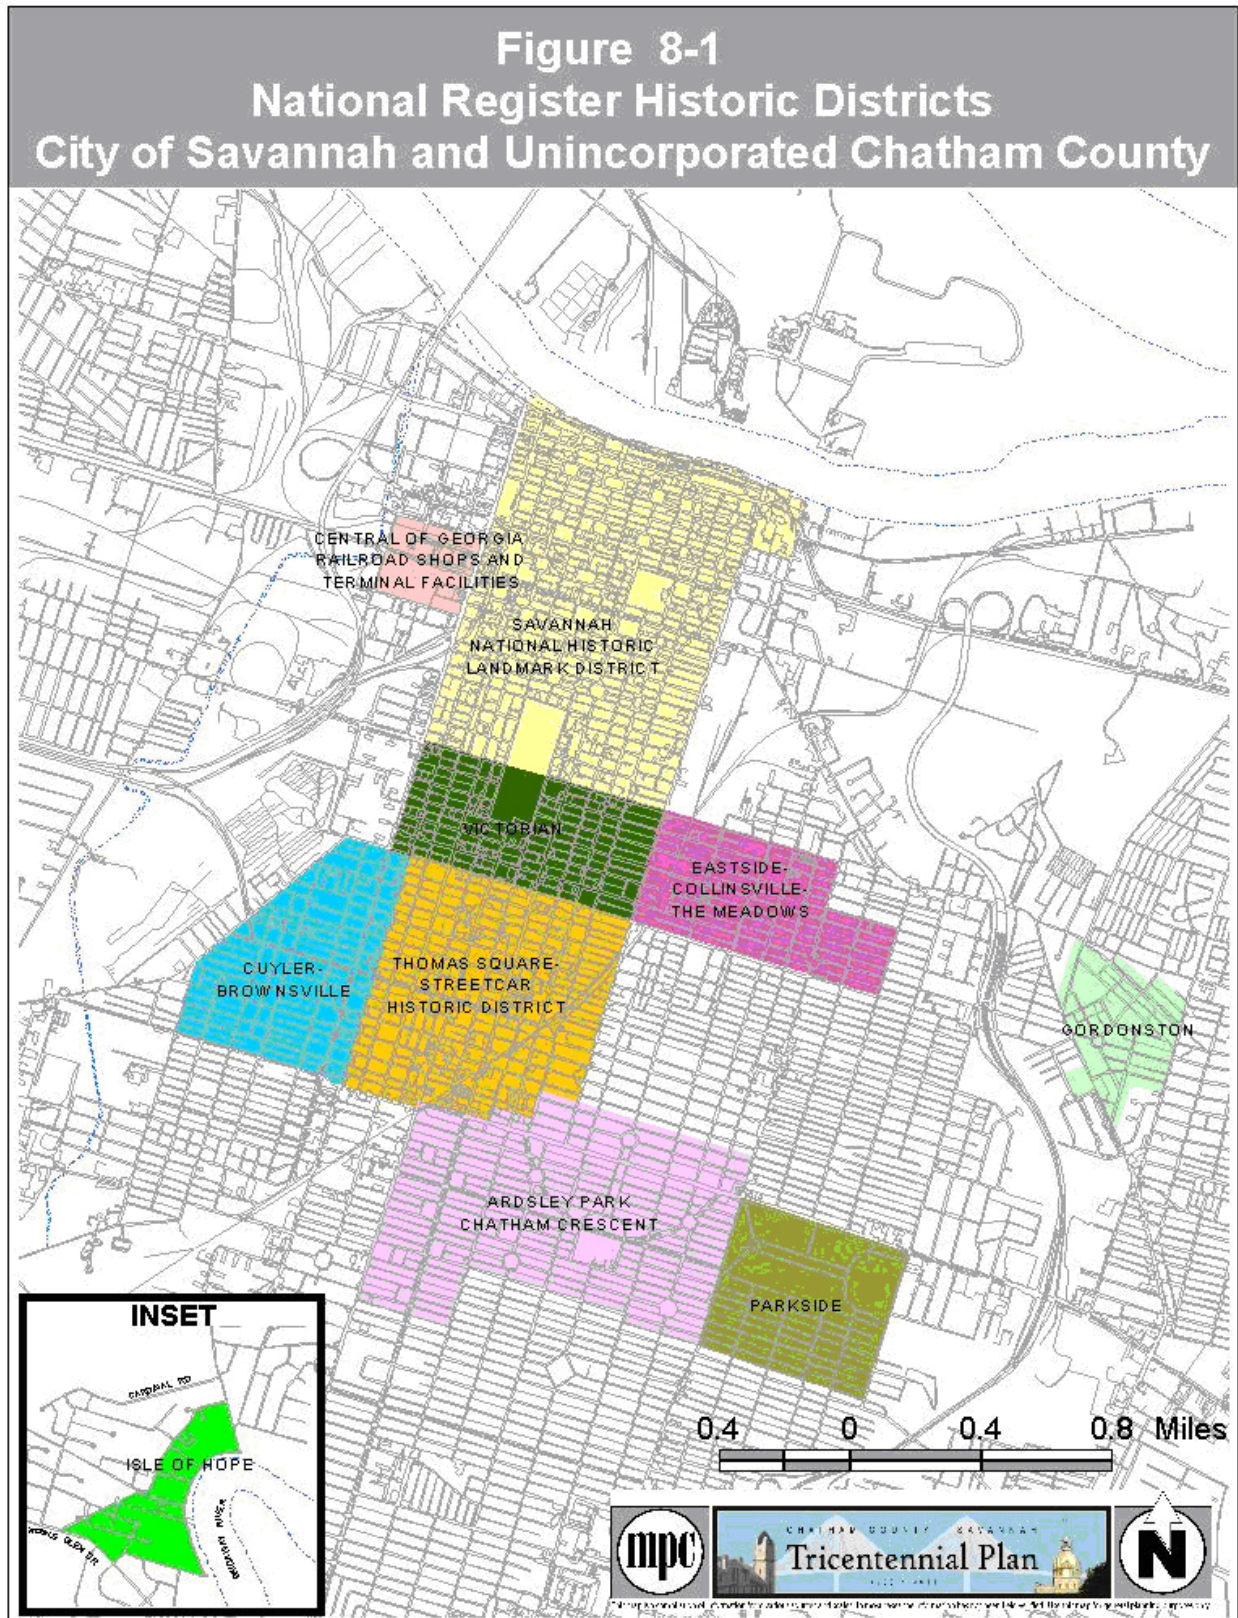 Figure 8-1
National Register Historic Districts
City of Savannah and Unincorporated Chatham County
CENTRAL OF GEORGIA
RAILROAD SHOPS AND
TERMINAL FACILITIES
SAVANNAH
NATIONAL HISTORIC
LANDMARK DISTRICT
VICTORIAN
EASTSIDE-
COLLINSVILLE-
THE MEADOWS
CUYLER-
BROWNSVILLE
THOMAS SQUARE-
STREETCAR
HISTORIC DISTRICT
GORDONSTON
ARDSLEY PARK
CHATHAM CRESCENT
PARKSIDE
INSET
CARDINAL RD
ISLE OF HOPE
GLEN DR
RIVER
0.4 0 0.4 0.8 Miles
mpc
CHATHAM COUNTY SAVANNAH
Tricentennial Plan
N